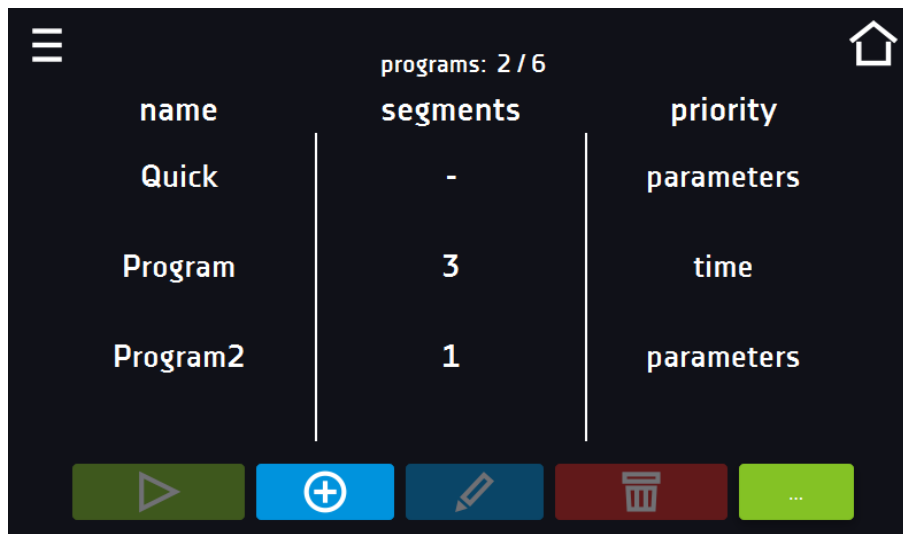 programs: 2 / 6
name segments priority
Quick - parameters
Program 3 time
Program2 1 parameters
...